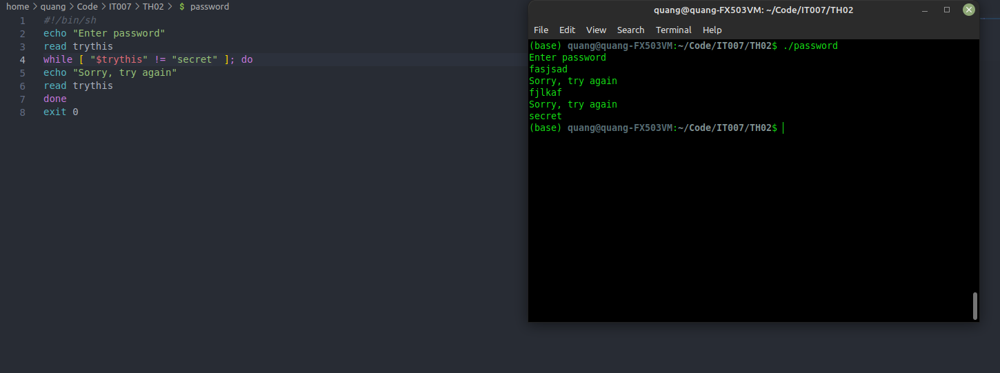 home > quang > Code > IT007 > TH02 > $ password
1 #!/bin/sh
2 echo "Enter password"
3 read trythis
4 while [ "$trythis" != "secret" ]; do
5 echo "Sorry, try again"
6 read trythis
7 done
8 exit 0
quang@quang-FX503VM: ~/Code/IT007/TH02
File Edit View Search Terminal Help
(base) quang@quang-FX503VM:~/Code/IT007/TH02$ ./password
Enter password
fasjsad
Sorry, try again
fjlkaf
Sorry, try again
secret
(base) quang@quang-FX503VM:~/Code/IT007/TH02$